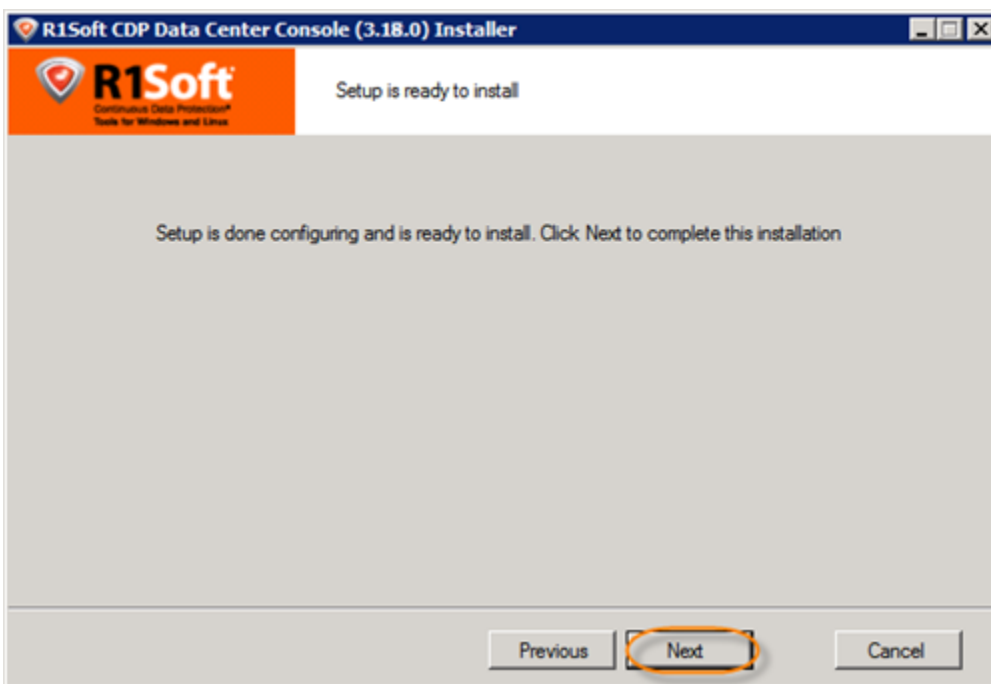 R1Soft CDP Data Center Console (3.18.0) Installer
R1Soft
Continuous Data Protection®
Tools for Windows and Linux
Setup is ready to install
Setup is done configuring and is ready to install. Click Next to complete this installation
Previous
Next
Cancel